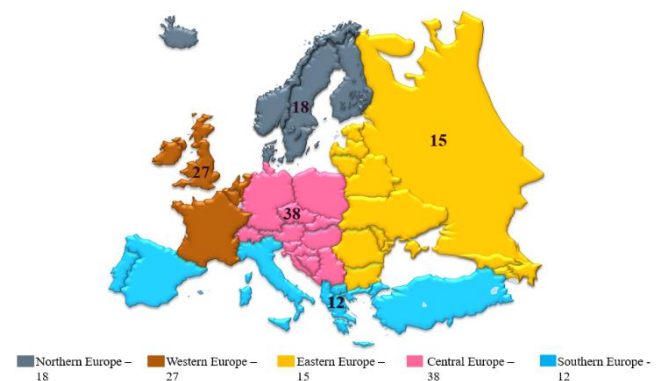 18
15
27
38
12
Northern Europe –
18
Western Europe –
27
Eastern Europe –
15
Central Europe –
38
Southern Europe -
12